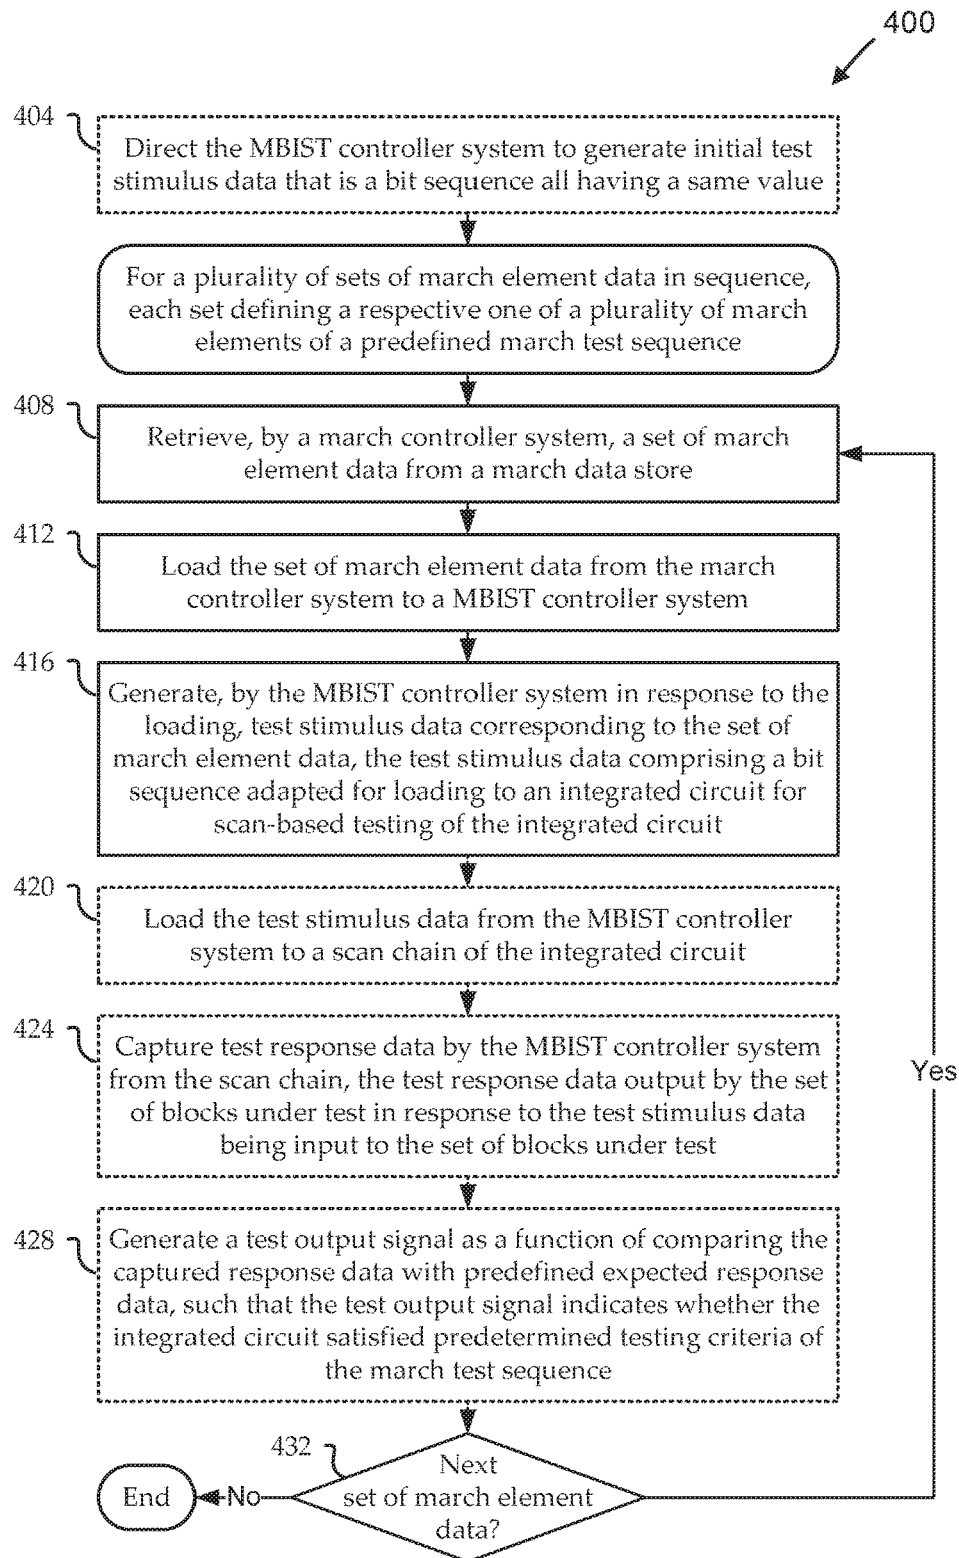 400
404
Direct the MBIST controller system to generate initial test
stimulus data that is a bit sequence all having a same value
For a plurality of sets of march element data in sequence,
each set defining a respective one of a plurality of march
elements of a predefined march test sequence
408
Retrieve, by a march controller system, a set of march
element data from a march data store
412
Load the set of march element data from the march
controller system to a MBIST controller system
416
Generate, by the MBIST controller system in response to the
loading, test stimulus data corresponding to the set of
march element data, the test stimulus data comprising a bit
sequence adapted for loading to an integrated circuit for
scan-based testing of the integrated circuit
420
Load the test stimulus data from the MBIST controller
system to a scan chain of the integrated circuit
424
Capture test response data by the MBIST controller system
from the scan chain, the test response data output by the set
of blocks under test in response to the test stimulus data
being input to the set of blocks under test
Yes
428
Generate a test output signal as a function of comparing the
captured response data with predefined expected response
data, such that the test output signal indicates whether the
integrated circuit satisfied predetermined testing criteria of
the march test sequence
432
Next
set of march element
data?
No
End